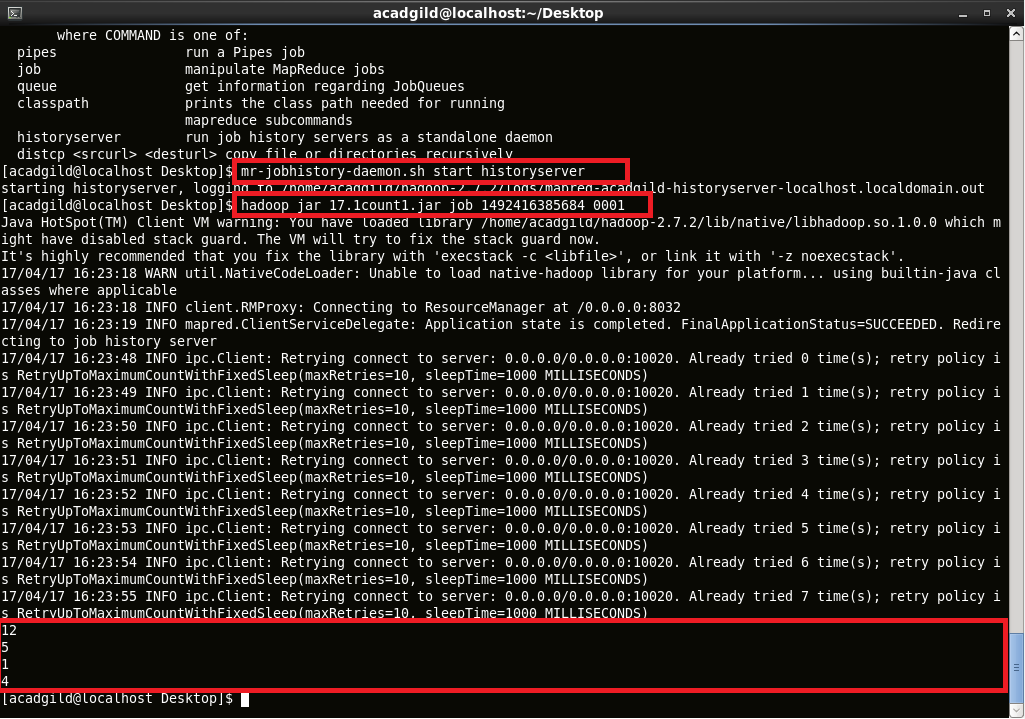 acadgild@localhost:~/Desktop
where COMMAND is one of:
pipes run a Pipes job
job manipulate MapReduce jobs
queue get information regarding JobQueues
classpath prints the class path needed for running
mapreduce subcommands
historyserver run job history servers as a standalone daemon
distcp <srcurl> <desturl> copy file or directories recursively
[acadgild@localhost Desktop]$ mr-jobhistory-daemon.sh start historyserver
starting historyserver, logging to /home/acadgild/hadoop-2.7.2/logs/mapred-acadgild-historyserver-localhost.localdomain.out
[acadgild@localhost Desktop]$ hadoop jar 17.1count1.jar job 1492416385684 0001
Java HotSpot(TM) Client VM warning: You have loaded library /home/acadgild/hadoop-2.7.2/lib/native/libhadoop.so.1.0.0 which m
ight have disabled stack guard. The VM will try to fix the stack guard now.
It's highly recommended that you fix the library with 'execstack -c <libfile>', or link it with '-z noexecstack'.
17/04/17 16:23:18 WARN util.NativeCodeLoader: Unable to load native-hadoop library for your platform... using builtin-java cl
asses where applicable
17/04/17 16:23:18 INFO client.RMProxy: Connecting to ResourceManager at /0.0.0.0:8032
17/04/17 16:23:19 INFO mapred.ClientServiceDelegate: Application state is completed. FinalApplicationStatus=SUCCEEDED. Redire
cting to job history server
17/04/17 16:23:48 INFO ipc.Client: Retrying connect to server: 0.0.0.0/0.0.0.0:10020. Already tried 0 time(s); retry policy i
s RetryUpToMaximumCountWithFixedSleep(maxRetries=10, sleepTime=1000 MILLISECONDS)
17/04/17 16:23:49 INFO ipc.Client: Retrying connect to server: 0.0.0.0/0.0.0.0:10020. Already tried 1 time(s); retry policy i
s RetryUpToMaximumCountWithFixedSleep(maxRetries=10, sleepTime=1000 MILLISECONDS)
17/04/17 16:23:50 INFO ipc.Client: Retrying connect to server: 0.0.0.0/0.0.0.0:10020. Already tried 2 time(s); retry policy i
s RetryUpToMaximumCountWithFixedSleep(maxRetries=10, sleepTime=1000 MILLISECONDS)
17/04/17 16:23:51 INFO ipc.Client: Retrying connect to server: 0.0.0.0/0.0.0.0:10020. Already tried 3 time(s); retry policy i
s RetryUpToMaximumCountWithFixedSleep(maxRetries=10, sleepTime=1000 MILLISECONDS)
17/04/17 16:23:52 INFO ipc.Client: Retrying connect to server: 0.0.0.0/0.0.0.0:10020. Already tried 4 time(s); retry policy i
s RetryUpToMaximumCountWithFixedSleep(maxRetries=10, sleepTime=1000 MILLISECONDS)
17/04/17 16:23:53 INFO ipc.Client: Retrying connect to server: 0.0.0.0/0.0.0.0:10020. Already tried 5 time(s); retry policy i
s RetryUpToMaximumCountWithFixedSleep(maxRetries=10, sleepTime=1000 MILLISECONDS)
17/04/17 16:23:54 INFO ipc.Client: Retrying connect to server: 0.0.0.0/0.0.0.0:10020. Already tried 6 time(s); retry policy i
s RetryUpToMaximumCountWithFixedSleep(maxRetries=10, sleepTime=1000 MILLISECONDS)
17/04/17 16:23:55 INFO ipc.Client: Retrying connect to server: 0.0.0.0/0.0.0.0:10020. Already tried 7 time(s); retry policy i
s RetryUpToMaximumCountWithFixedSleep(maxRetries=10, sleepTime=1000 MILLISECONDS)
12
5
1
4
[acadgild@localhost Desktop]$